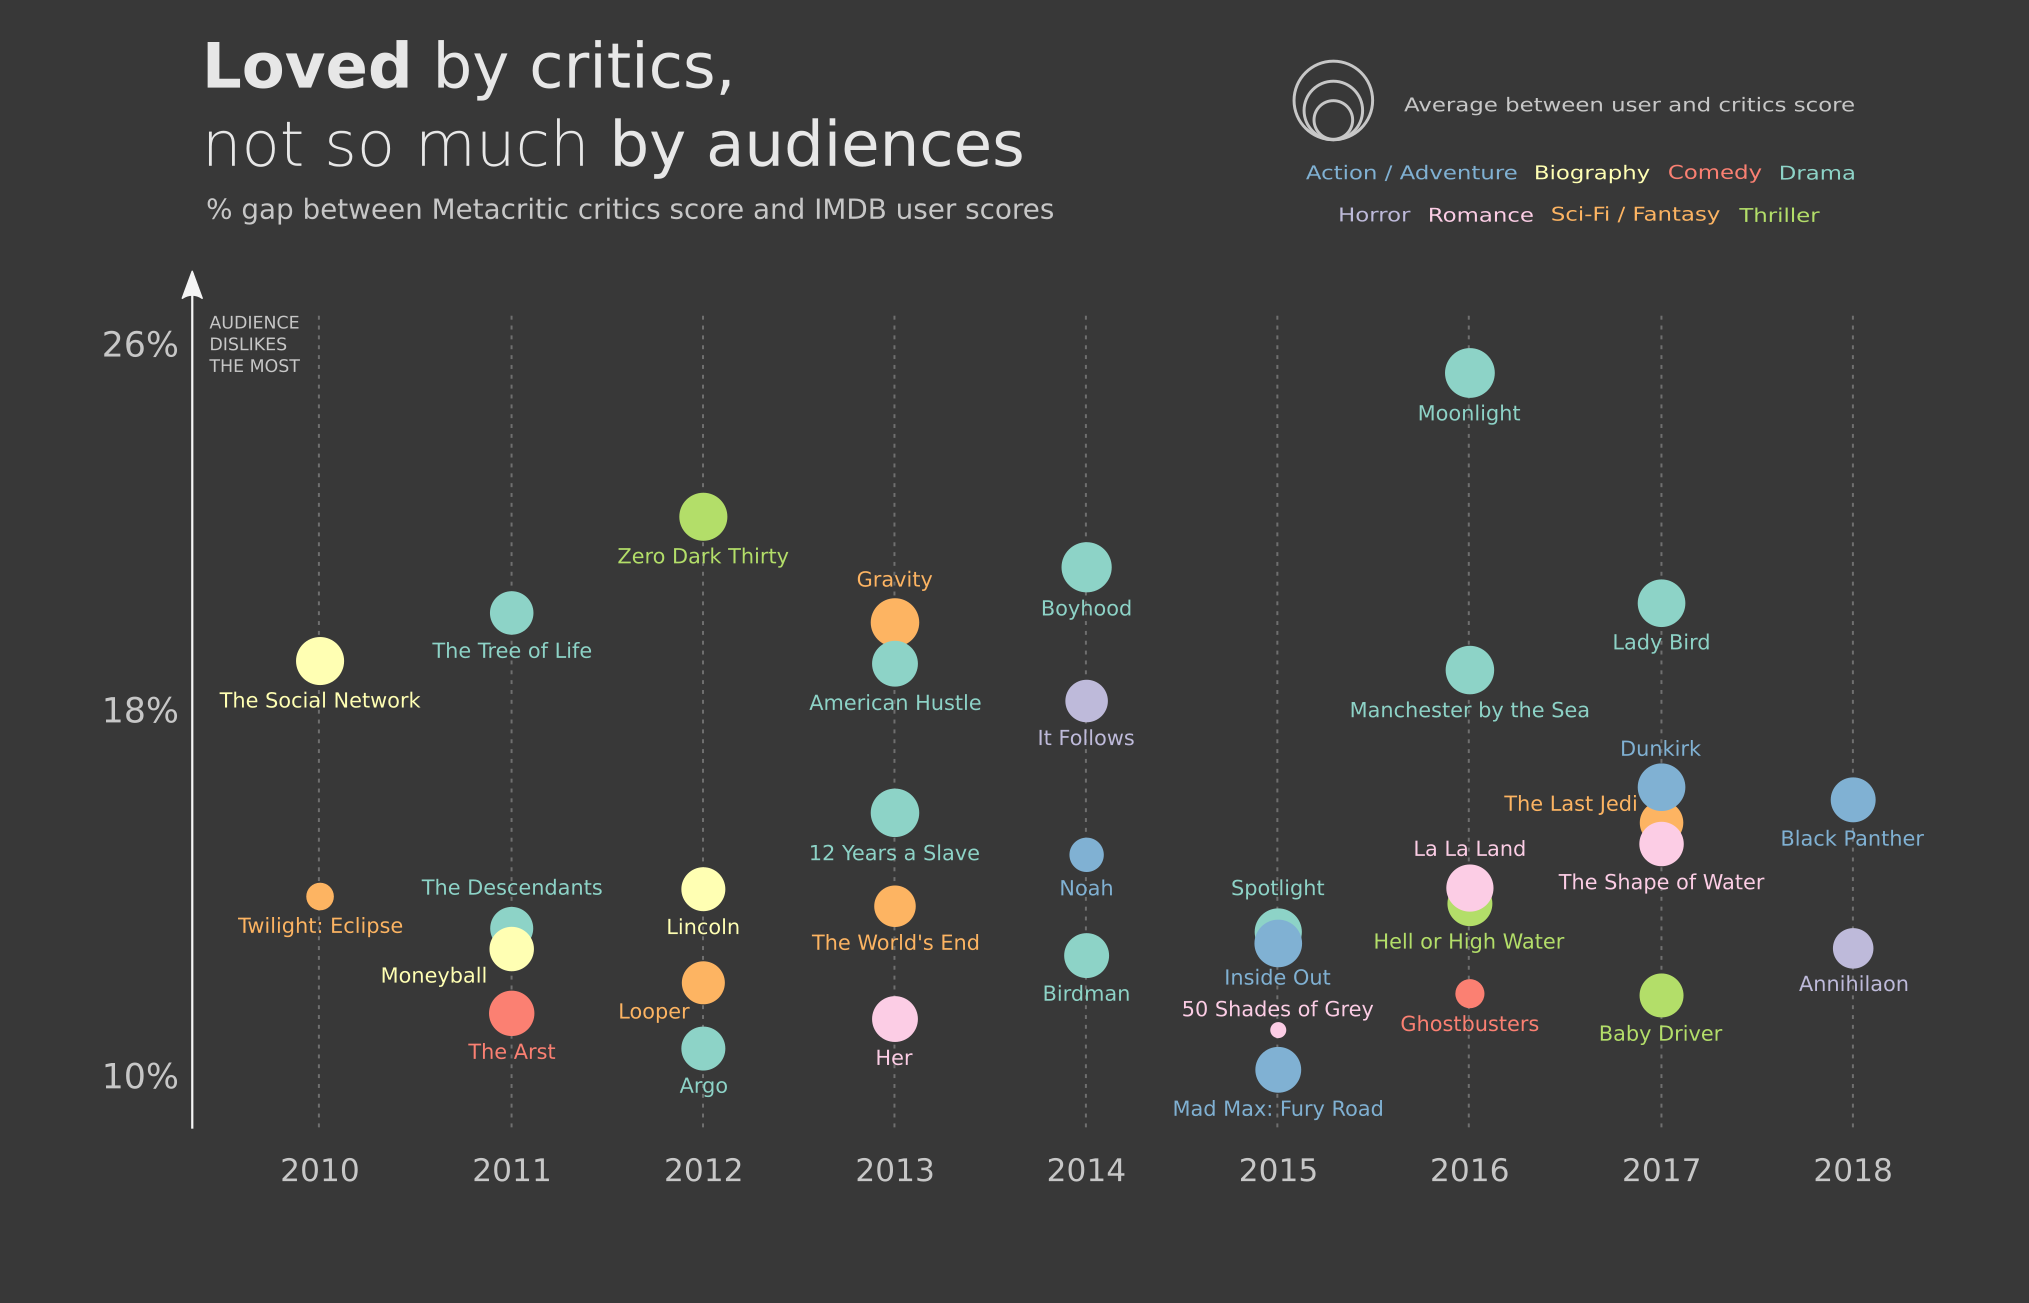 Loved by critics,
not so much by audiences
% gap between Metacritic critics score and IMDB user scores
Average between user and critics score
Action / Adventure Biography Comedy Drama
Horror Romance Sci-Fi / Fantasy Thriller
26%
AUDIENCE
DISLIKES
THE MOST
Moonlight
Zero Dark Thirty
Gravity
Boyhood
The Tree of Life
Lady Bird
The Social Network
American Hustle
18%
Manchester by the Sea
It Follows
Dunkirk
The Last Jedi
Black Panther
La La Land
12 Years a Slave
The Shape of Water
The Descendants
Noah
Spotlight
Twilight: Eclipse
Lincoln
The World's End
Hell or High Water
Moneyball
Inside Out
Annihilaon
Birdman
Looper
50 Shades of Grey
Ghostbusters
Baby Driver
The Arst
Her
10%
Argo
Mad Max: Fury Road
2010 2011 2012 2013 2014 2015 2016 2017 2018